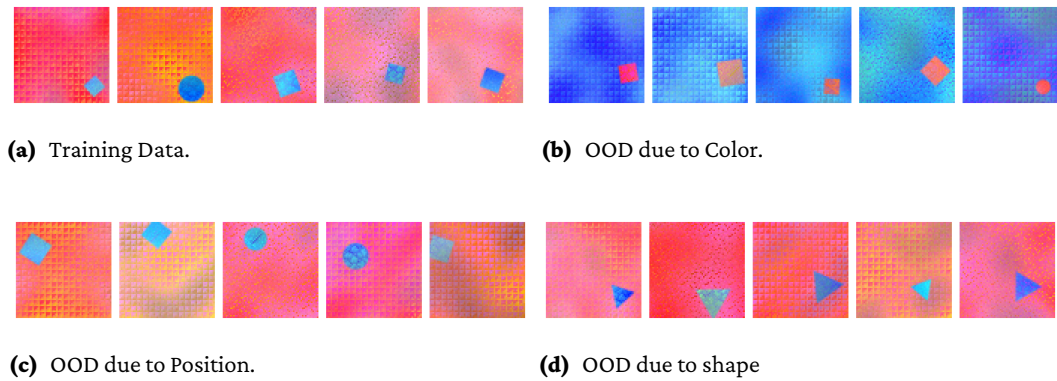 (a) Training Data.
(b) OOD due to Color.
(c) OOD due to Position.
(d) OOD due to shape